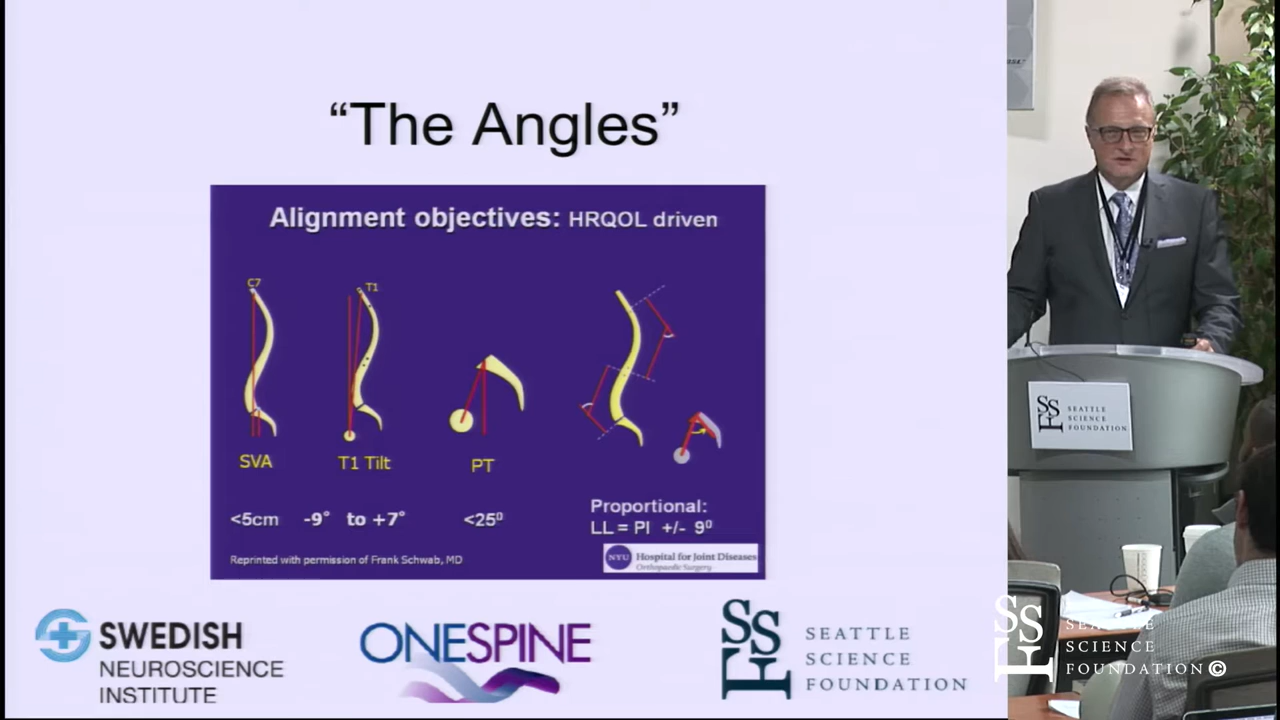 “The Angles”
Alignment objectives: HRQOL driven
C7
T1
SVA
T1 Tilt
PT
<5cm
-9° to +7°
<25⁰
Proportional:
LL = PI +/- 9⁰
Reprinted with permission of Frank Schwab, MD
NYU
Hospital for Joint Diseases
Orthopaedic Surgery
SWEDISH
NEUROSCIENCE
INSTITUTE
ONESPINE
SSF
SEATTLE
SCIENCE
FOUNDATION
SSF
SEATTLE
SCIENCE
FOUNDATION
SSF
SEATTLE
SCIENCE
FOUNDATION©